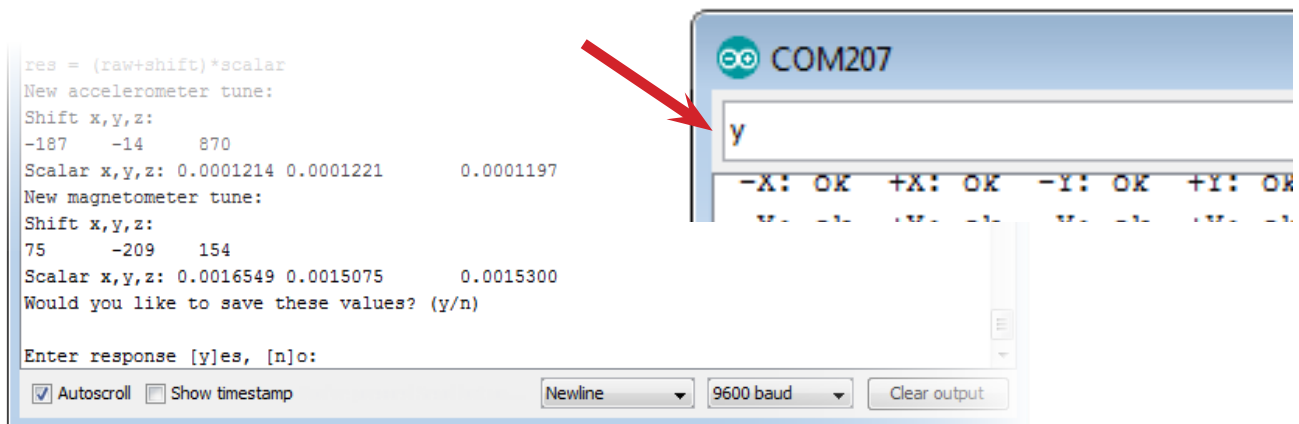 res = (raw+shift)*scalar
New accelerometer tune:
Shift x,y,z:
-187 -14 870
Scalar x,y,z: 0.0001214 0.0001221 0.0001197
New magnetometer tune:
Shift x,y,z:
75 -209 154
Scalar x,y,z: 0.0016549 0.0015075 0.0015300
Would you like to save these values? (y/n)
Enter response [y]es, [n]o:
Autoscroll Show timestamp Newline 9600 baud Clear output
COM207
y
-X: ok +X: ok -Y: ok +Y: ok